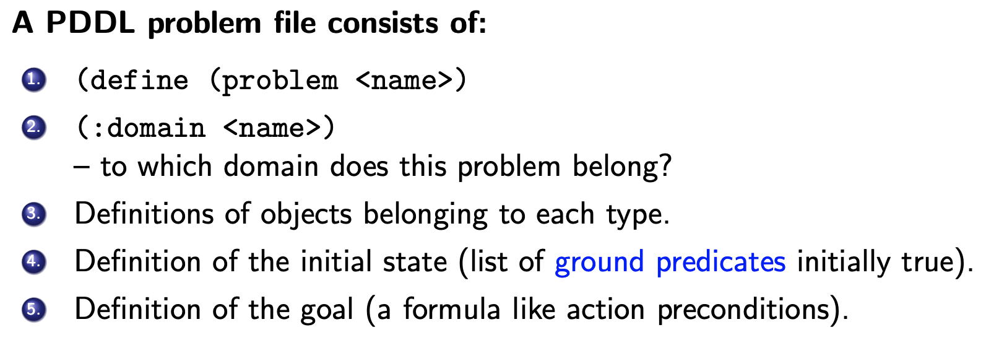 A PDDL problem file consists of:
1. (define (problem <name>)
2. (:domain <name>)
– to which domain does this problem belong?
3. Definitions of objects belonging to each type.
4. Definition of the initial state (list of ground predicates initially true).
5. Definition of the goal (a formula like action preconditions).